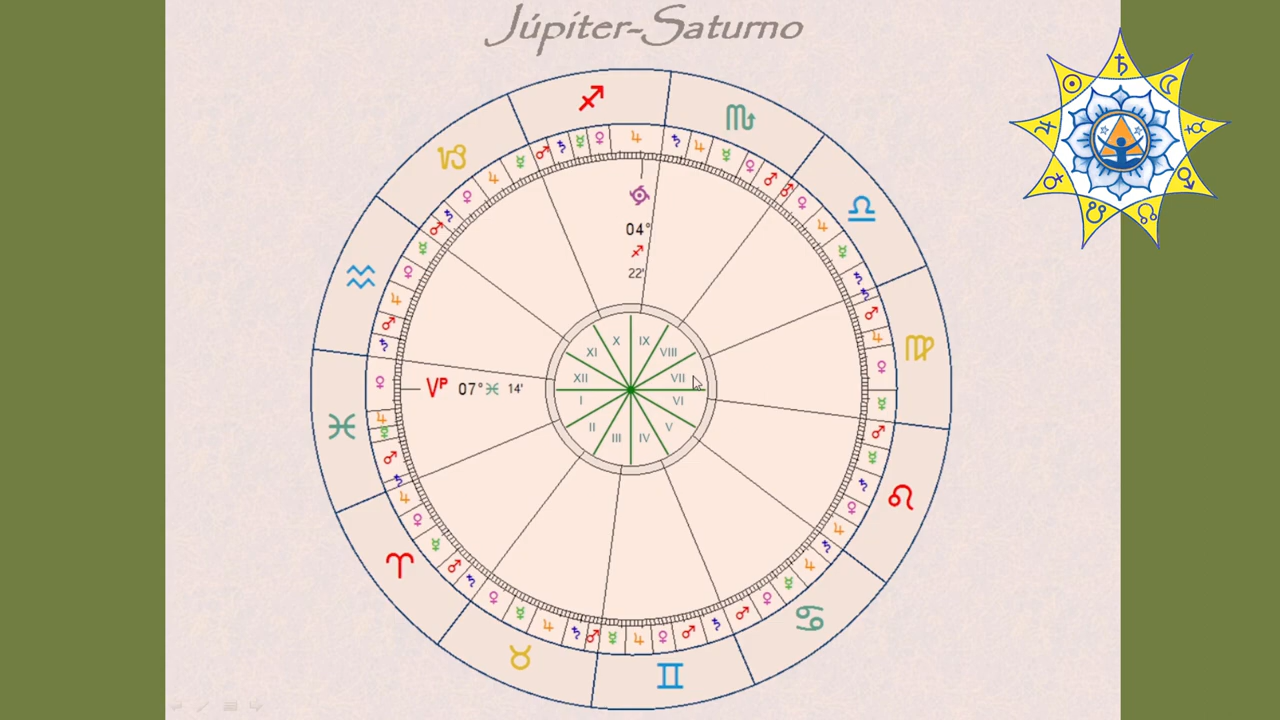 Júpiter-Saturno
04°
22'
VP 07° 14'
X IX
XI VIII
XII VII
I VI
II V
III IV